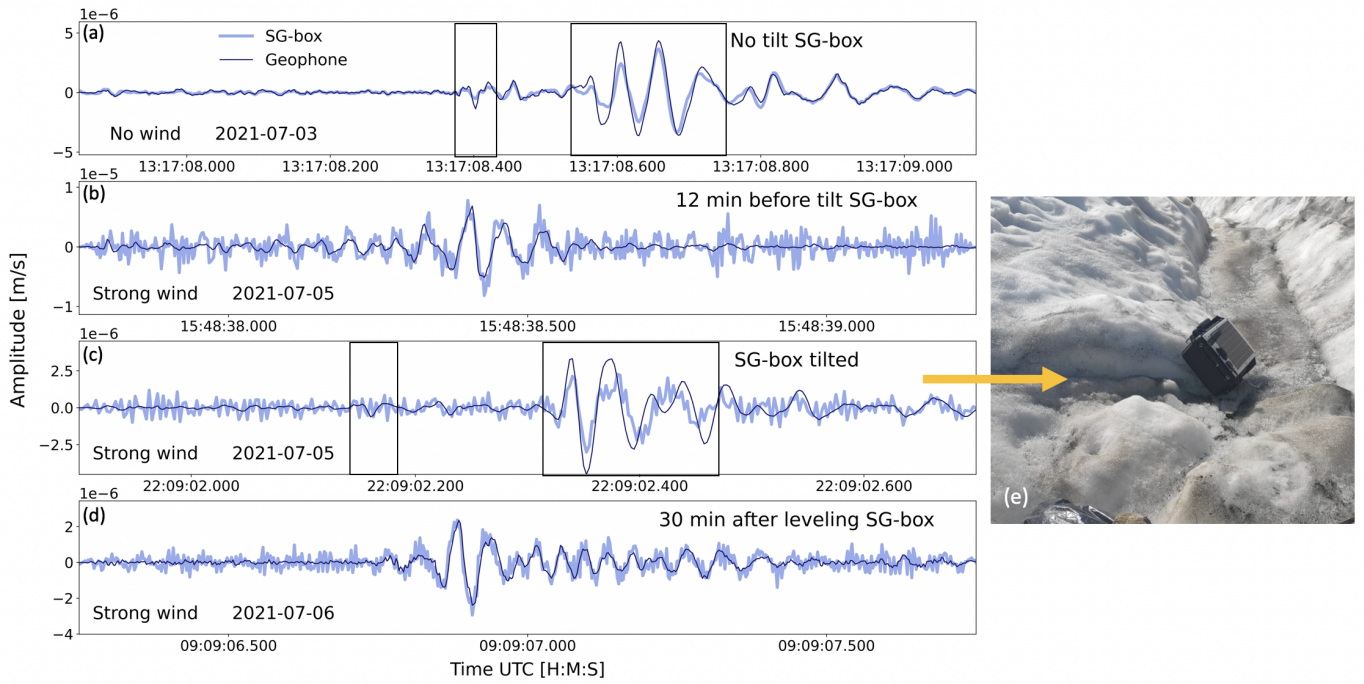 1e−6
(a)
SG-box
Geophone
No tilt SG-box
5
0
−5
No wind 2021-07-03
13:17:08.000 13:17:08.200 13:17:08.400 13:17:08.600 13:17:08.800 13:17:09.000
1e−5
(b)
12 min before tilt SG-box
1
0
−1
Strong wind 2021-07-05
15:48:38.000 15:48:38.500 15:48:39.000
Amplitude [m/s]
1e−6
(c)
SG-box tilted
2.5
0.0
−2.5
Strong wind 2021-07-05
22:09:02.000 22:09:02.200 22:09:02.400 22:09:02.600
1e−6
(d)
30 min after leveling SG-box
2
0
−2
−4
Strong wind 2021-07-06
09:09:06.500 09:09:07.000 09:09:07.500
Time UTC [H:M:S]
(e)